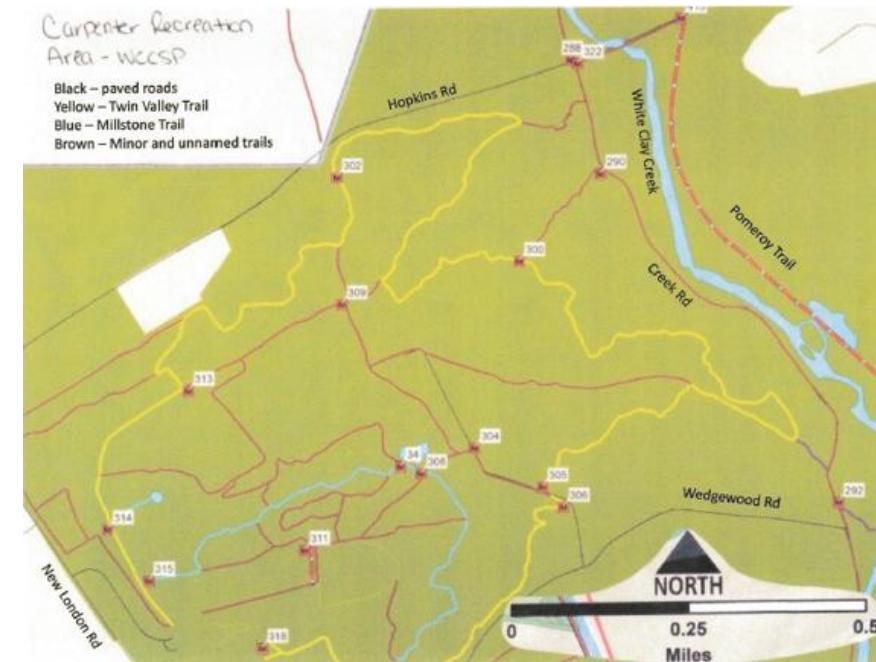 Carpenter Recreation
Area - WCCSP
Black – paved roads
Yellow – Twin Valley Trail
Blue – Millstone Trail
Brown – Minor and unnamed trails
288
322
Hopkins Rd
White Clay Creek
302
290
Pomeroy Trail
300
Creek Rd
309
313
304
34
308
305
306
292
Wedgewood Rd
314
311
315
New London Rd
318
NORTH
0
0.25
0.5
Miles